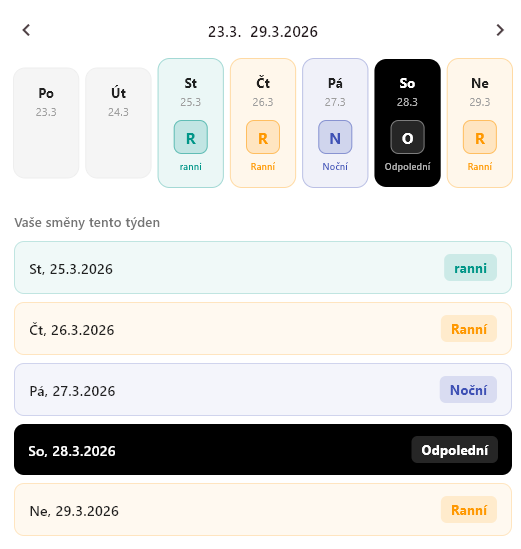 23.3. 29.3.2026
Po
23.3
Út
24.3
St
25.3
R
ranni
Čt
26.3
R
Ranní
Pá
27.3
N
Noční
So
28.3
O
Odpolední
Ne
29.3
R
Ranní
Vaše směny tento týden
St, 25.3.2026 ranni
Čt, 26.3.2026 Ranní
Pá, 27.3.2026 Noční
So, 28.3.2026 Odpolední
Ne, 29.3.2026 Ranní